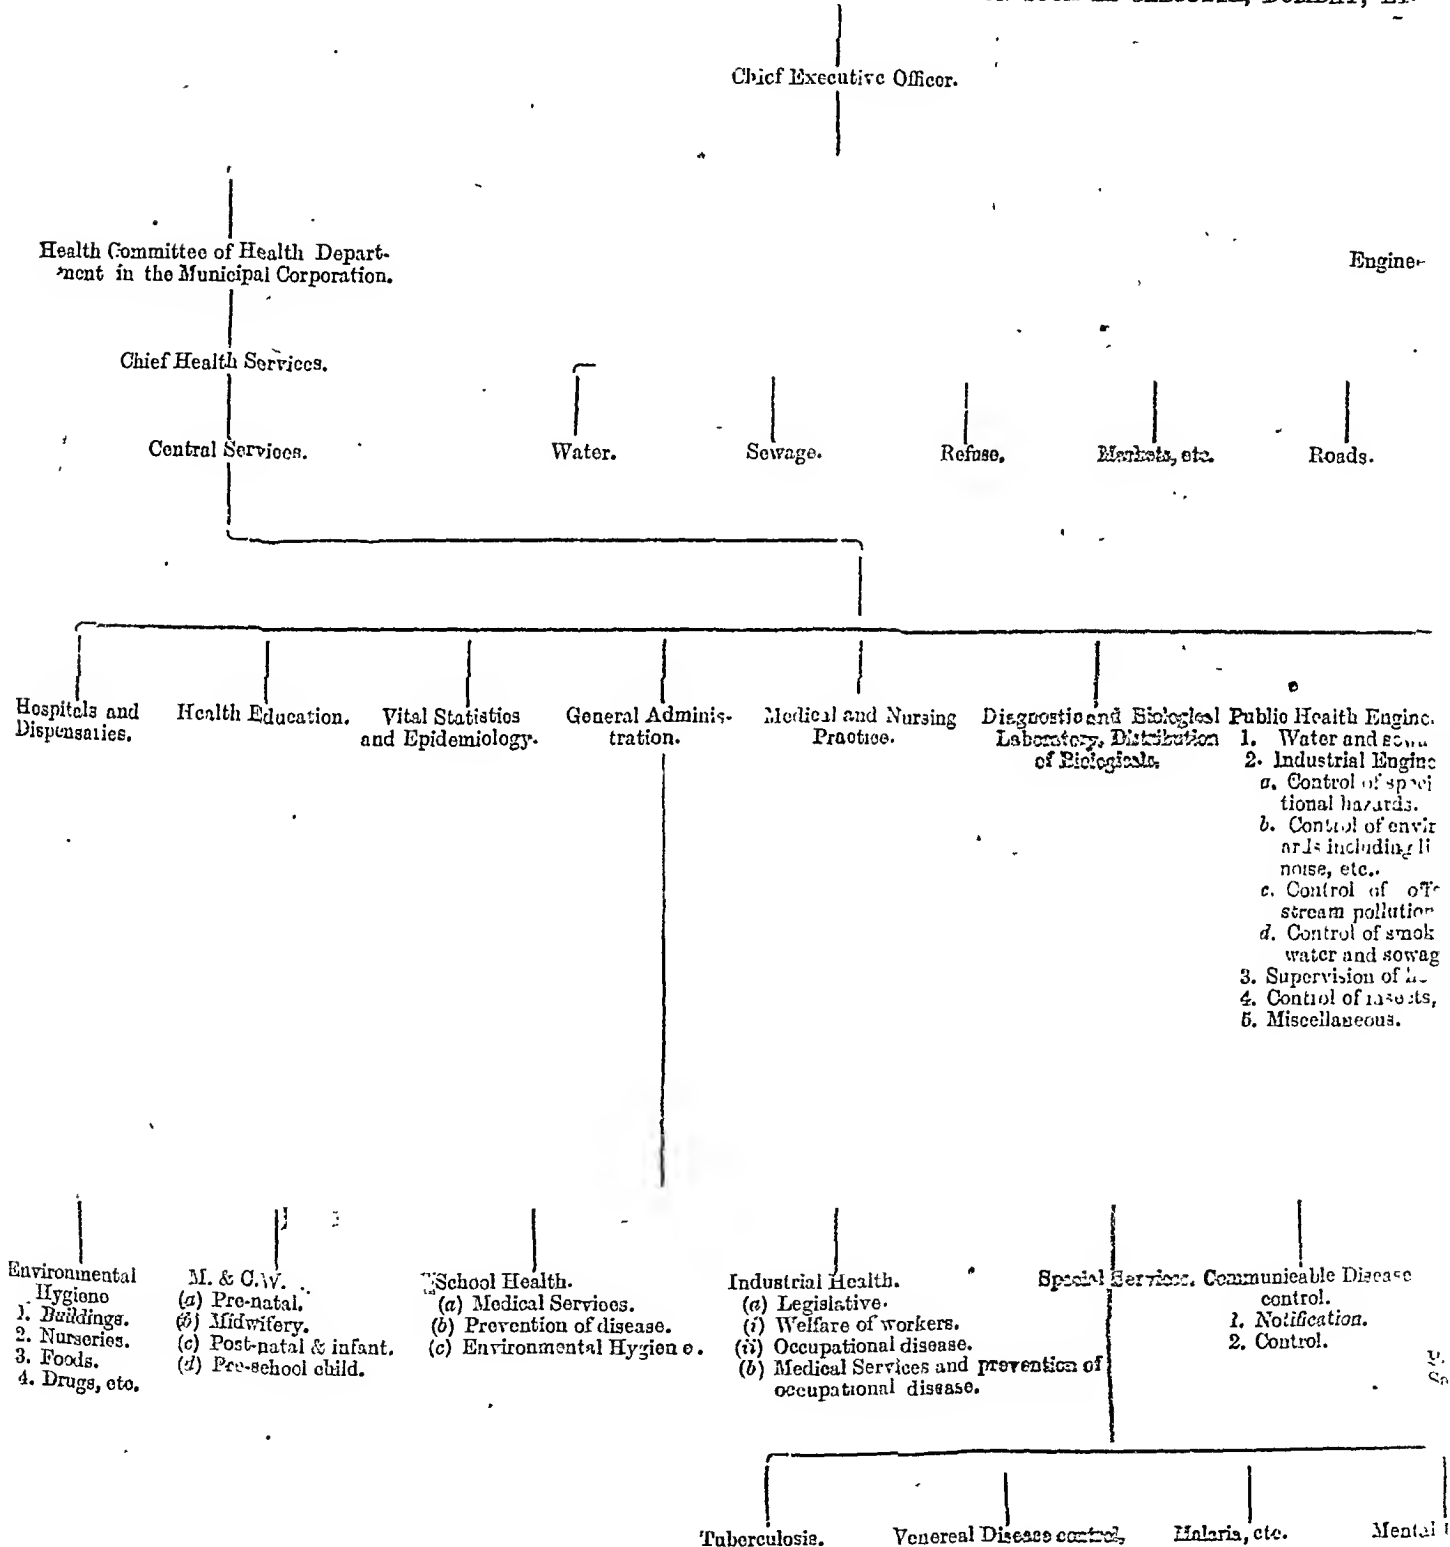 Chief Executive Officer.
Health Committee of Health Depart-
ment in the Municipal Corporation.
Chief Health Services.
Central Services.
Water.
Sewage.
Refuse.
Markets, etc.
Roads.
Hospitals and
Dispensaries.
Health Education.
Vital Statistics
and Epidemiology.
General Adminis-
tration.
Medical and Nursing
Practice.
Diagnostic and Biological
Laboratory, Distribution
of Biologicals.
Public Health Engine
1. Water and
2. Industrial Engine
a. Control of
tional hazards.
b. Control of envir
including li
noise, etc..
c. Control of
stream pollution
d. Control of smok
water and sewag
3. Supervision of
4. Control of insects,
5. Miscellaneous.
Environmental
Hygiene
1. Buildings.
2. Nurseries.
3. Foods.
4. Drugs, etc.
M. & C.W.
(a) Pre-natal.
(b) Midwifery.
(c) Post-natal & infant.
(d) Pre-school child.
School Health.
(a) Medical Services.
(b) Prevention of disease.
(c) Environmental Hygiene.
Industrial Health.
(a) Legislative.
(i) Welfare of workers.
(ii) Occupational disease.
(b) Medical Services and prevention of
occupational disease.
Special Services.
Communicable Disease
control.
1. Notification.
2. Control.
Tuberculosis.
Venereal Disease control,
Malaria, etc.
Mental